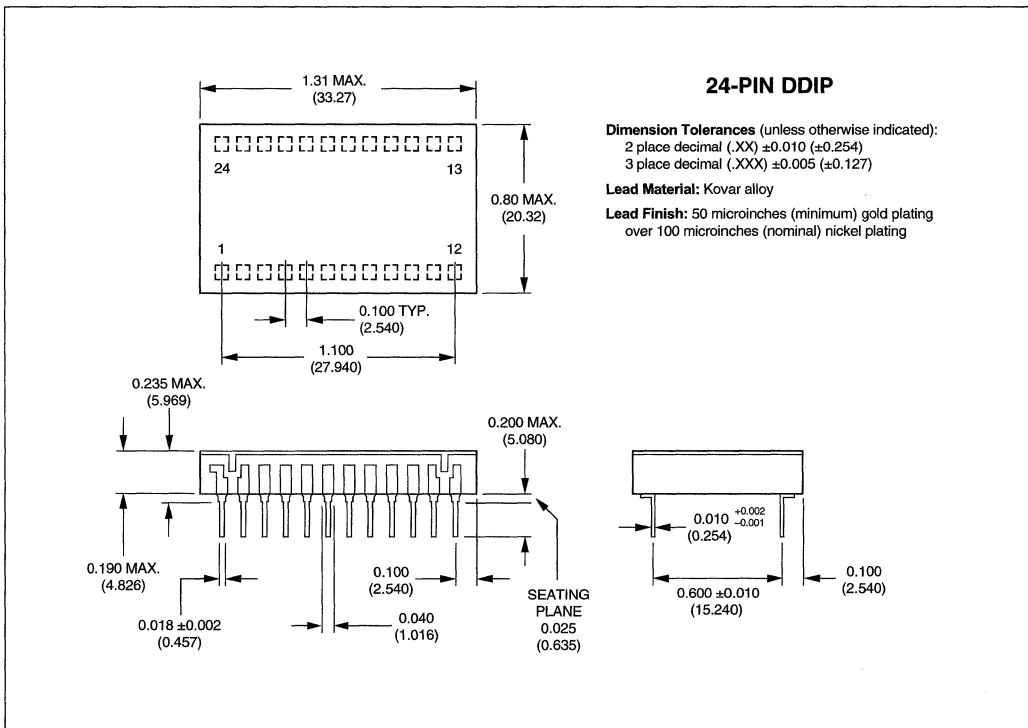 1.31 MAX.
(33.27)
24-PIN DDIP
Dimension Tolerances (unless otherwise indicated):
2 place decimal (.XX) ±0.010 (±0.254)
3 place decimal (.XXX) ±0.005 (±0.127)
Lead Material: Kovar alloy
Lead Finish: 50 microinches (minimum) gold plating
over 100 microinches (nominal) nickel plating
24
13
0.80 MAX.
(20.32)
1
12
0.100 TYP.
(2.540)
1.100
(27.940)
0.235 MAX.
(5.969)
0.200 MAX.
(5.080)
0.190 MAX.
(4.826)
0.018 ±0.002
(0.457)
0.040
(1.016)
0.100
(2.540)
SEATING
PLANE
0.025
(0.635)
0.010 +0.002 −0.001
(0.254)
0.600 ±0.010
(15.240)
0.100
(2.540)